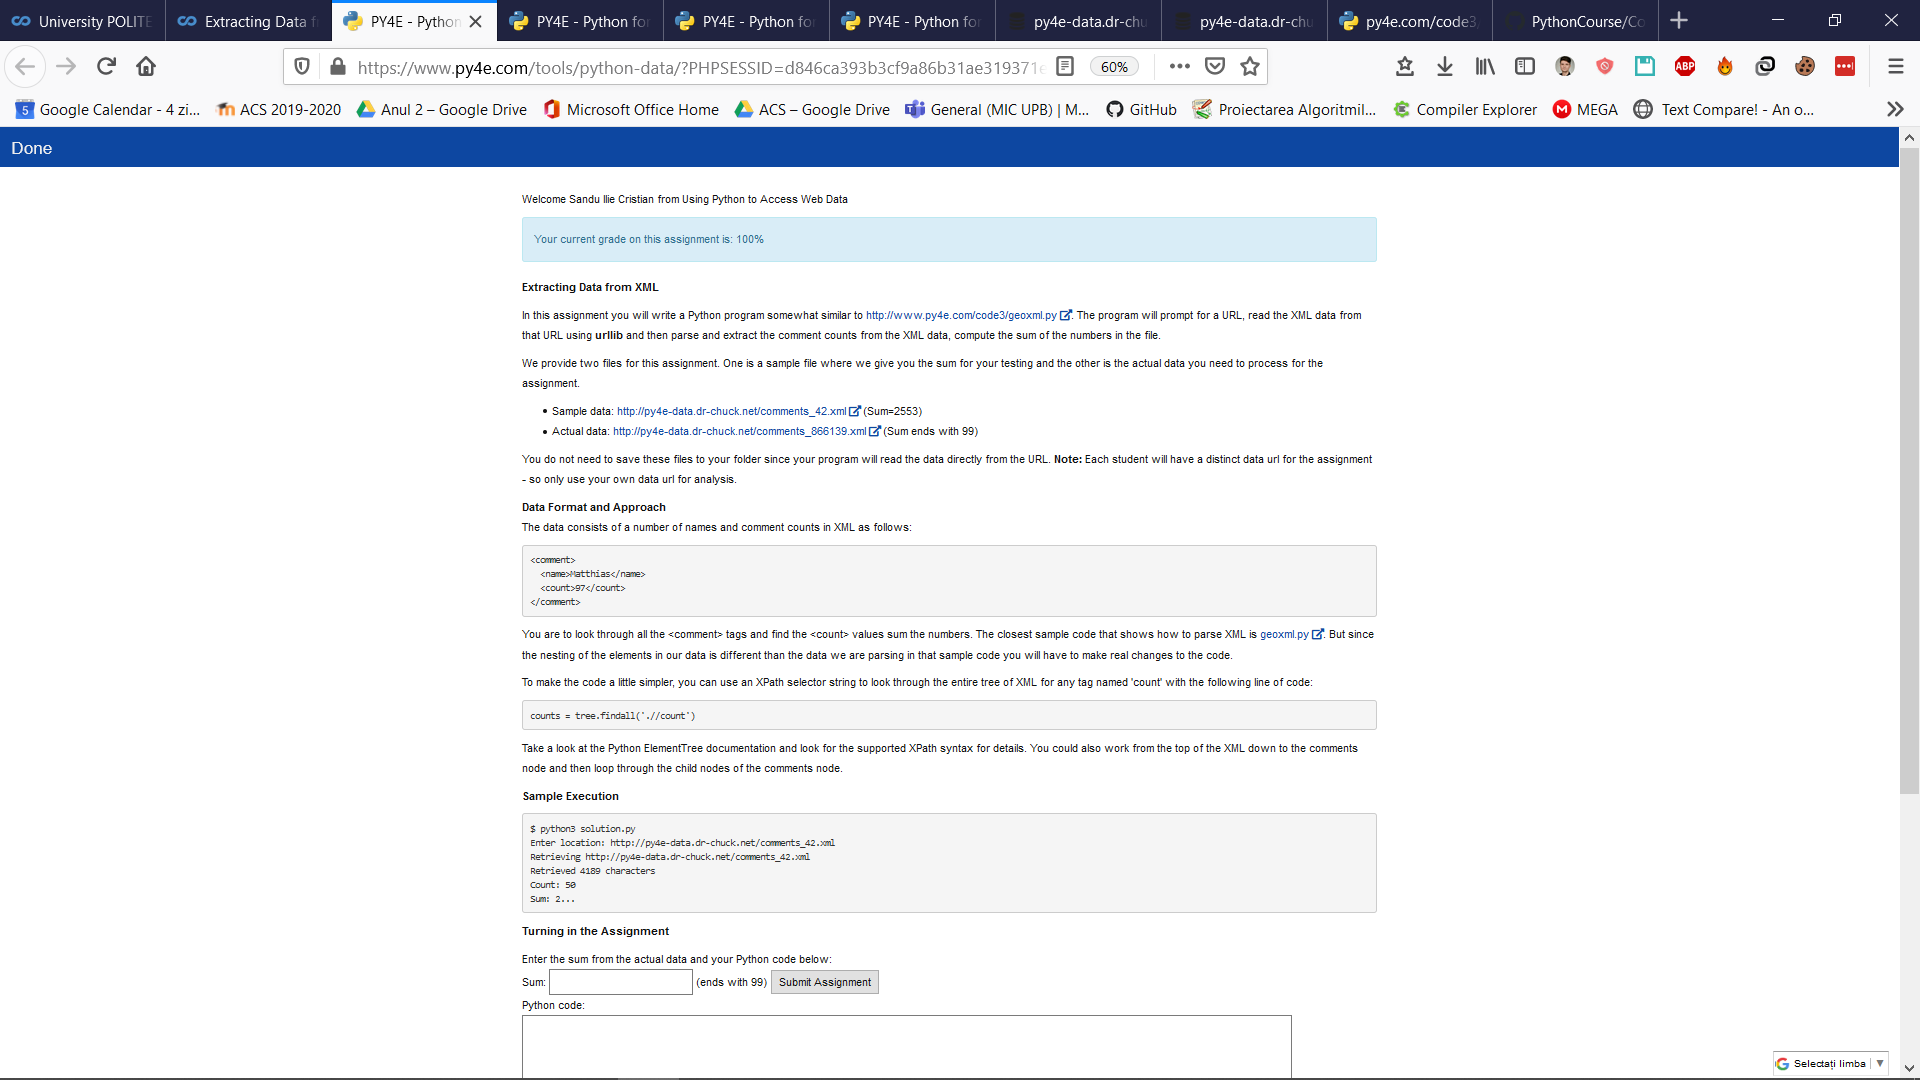 University POLITE
Extracting Data f
PY4E - Python
PY4E - Python for
PY4E - Python for
PY4E - Python for
py4e-data.dr-chu
py4e-data.dr-chu
py4e.com/code3/
PythonCourse/Co
https://www.py4e.com/tools/python-data/?PHPSESSID=d846ca393b3cf9a86b31ae319371e
60%
ABP
5 Google Calendar - 4 zi...
ACS 2019-2020
Anul 2 – Google Drive
Microsoft Office Home
ACS – Google Drive
General (MIC UPB) | M...
GitHub
Proiectarea Algoritmil...
Compiler Explorer
MEGA
Text Compare! - An o...
Done
Welcome Sandu Ilie Cristian from Using Python to Access Web Data
Your current grade on this assignment is: 100%
Extracting Data from XML
In this assignment you will write a Python program somewhat similar to http://www.py4e.com/code3/geoxml.py. The program will prompt for a URL, read the XML data from
that URL using urllib and then parse and extract the comment counts from the XML data, compute the sum of the numbers in the file.
We provide two files for this assignment. One is a sample file where we give you the sum for your testing and the other is the actual data you need to process for the
assignment.
• Sample data: http://py4e-data.dr-chuck.net/comments_42.xml (Sum=2553)
• Actual data: http://py4e-data.dr-chuck.net/comments_866139.xml (Sum ends with 99)
You do not need to save these files to your folder since your program will read the data directly from the URL. Note: Each student will have a distinct data url for the assignment
- so only use your own data url for analysis.
Data Format and Approach
The data consists of a number of names and comment counts in XML as follows:
<comment>
<name>Matthias</name>
<count>97</count>
</comment>
You are to look through all the <comment> tags and find the <count> values sum the numbers. The closest sample code that shows how to parse XML is geoxml.py. But since
the nesting of the elements in our data is different than the data we are parsing in that sample code you will have to make real changes to the code.
To make the code a little simpler, you can use an XPath selector string to look through the entire tree of XML for any tag named 'count' with the following line of code:
counts = tree.findall('.//count')
Take a look at the Python ElementTree documentation and look for the supported XPath syntax for details. You could also work from the top of the XML down to the comments
node and then loop through the child nodes of the comments node.
Sample Execution
$ python3 solution.py
Enter location: http://py4e-data.dr-chuck.net/comments_42.xml
Retrieving http://py4e-data.dr-chuck.net/comments_42.xml
Retrieved 4189 characters
Count: 50
Sum: 2...
Turning in the Assignment
Enter the sum from the actual data and your Python code below:
Sum: (ends with 99) Submit Assignment
Python code:
Selectați limba